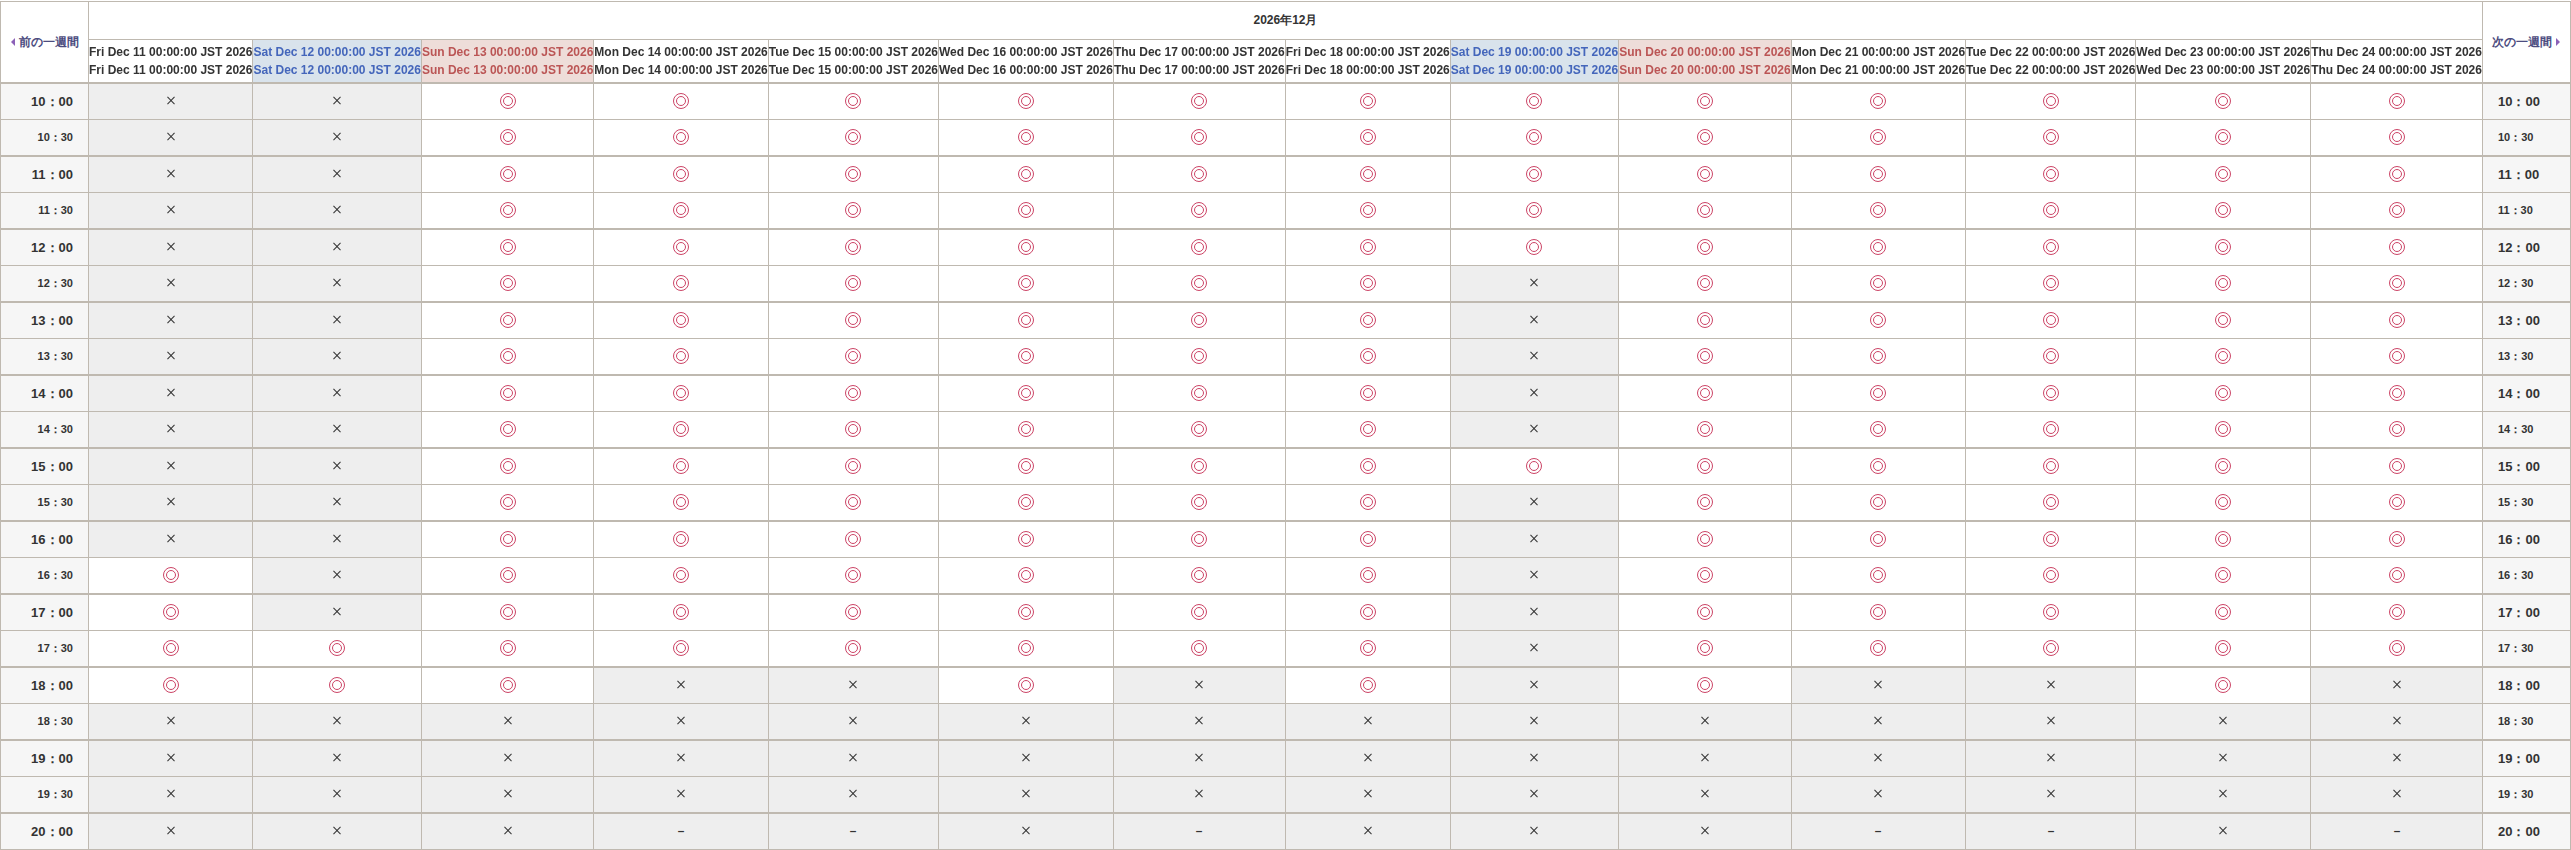 2026年12月
前の一週間
Fri Dec 11 00:00:00 JST 2026 Sat Dec 12 00:00:00 JST 2026 Sun Dec 13 00:00:00 JST 2026 Mon Dec 14 00:00:00 JST 2026 Tue Dec 15 00:00:00 JST 2026 Wed Dec 16 00:00:00 JST 2026 Thu Dec 17 00:00:00 JST 2026 Fri Dec 18 00:00:00 JST 2026 Sat Dec 19 00:00:00 JST 2026 Sun Dec 20 00:00:00 JST 2026 Mon Dec 21 00:00:00 JST 2026 Tue Dec 22 00:00:00 JST 2026 Wed Dec 23 00:00:00 JST 2026 Thu Dec 24 00:00:00 JST 2026
Fri Dec 11 00:00:00 JST 2026 Sat Dec 12 00:00:00 JST 2026 Sun Dec 13 00:00:00 JST 2026 Mon Dec 14 00:00:00 JST 2026 Tue Dec 15 00:00:00 JST 2026 Wed Dec 16 00:00:00 JST 2026 Thu Dec 17 00:00:00 JST 2026 Fri Dec 18 00:00:00 JST 2026 Sat Dec 19 00:00:00 JST 2026 Sun Dec 20 00:00:00 JST 2026 Mon Dec 21 00:00:00 JST 2026 Tue Dec 22 00:00:00 JST 2026 Wed Dec 23 00:00:00 JST 2026 Thu Dec 24 00:00:00 JST 2026
次の一週間
10：00 × × ◎ ◎ ◎ ◎ ◎ ◎ ◎ ◎ ◎ ◎ ◎ ◎ 10：00
10：30 × × ◎ ◎ ◎ ◎ ◎ ◎ ◎ ◎ ◎ ◎ ◎ ◎ 10：30
11：00 × × ◎ ◎ ◎ ◎ ◎ ◎ ◎ ◎ ◎ ◎ ◎ ◎ 11：00
11：30 × × ◎ ◎ ◎ ◎ ◎ ◎ ◎ ◎ ◎ ◎ ◎ ◎ 11：30
12：00 × × ◎ ◎ ◎ ◎ ◎ ◎ ◎ ◎ ◎ ◎ ◎ ◎ 12：00
12：30 × × ◎ ◎ ◎ ◎ ◎ ◎ × ◎ ◎ ◎ ◎ ◎ 12：30
13：00 × × ◎ ◎ ◎ ◎ ◎ ◎ × ◎ ◎ ◎ ◎ ◎ 13：00
13：30 × × ◎ ◎ ◎ ◎ ◎ ◎ × ◎ ◎ ◎ ◎ ◎ 13：30
14：00 × × ◎ ◎ ◎ ◎ ◎ ◎ × ◎ ◎ ◎ ◎ ◎ 14：00
14：30 × × ◎ ◎ ◎ ◎ ◎ ◎ × ◎ ◎ ◎ ◎ ◎ 14：30
15：00 × × ◎ ◎ ◎ ◎ ◎ ◎ ◎ ◎ ◎ ◎ ◎ ◎ 15：00
15：30 × × ◎ ◎ ◎ ◎ ◎ ◎ × ◎ ◎ ◎ ◎ ◎ 15：30
16：00 × × ◎ ◎ ◎ ◎ ◎ ◎ × ◎ ◎ ◎ ◎ ◎ 16：00
16：30 ◎ × ◎ ◎ ◎ ◎ ◎ ◎ × ◎ ◎ ◎ ◎ ◎ 16：30
17：00 ◎ × ◎ ◎ ◎ ◎ ◎ ◎ × ◎ ◎ ◎ ◎ ◎ 17：00
17：30 ◎ ◎ ◎ ◎ ◎ ◎ ◎ ◎ × ◎ ◎ ◎ ◎ ◎ 17：30
18：00 ◎ ◎ ◎ × × ◎ × ◎ × ◎ × × ◎ × 18：00
18：30 × × × × × × × × × × × × × × 18：30
19：00 × × × × × × × × × × × × × × 19：00
19：30 × × × × × × × × × × × × × × 19：30
20：00 × × × － － × － × × × － － × － 20：00